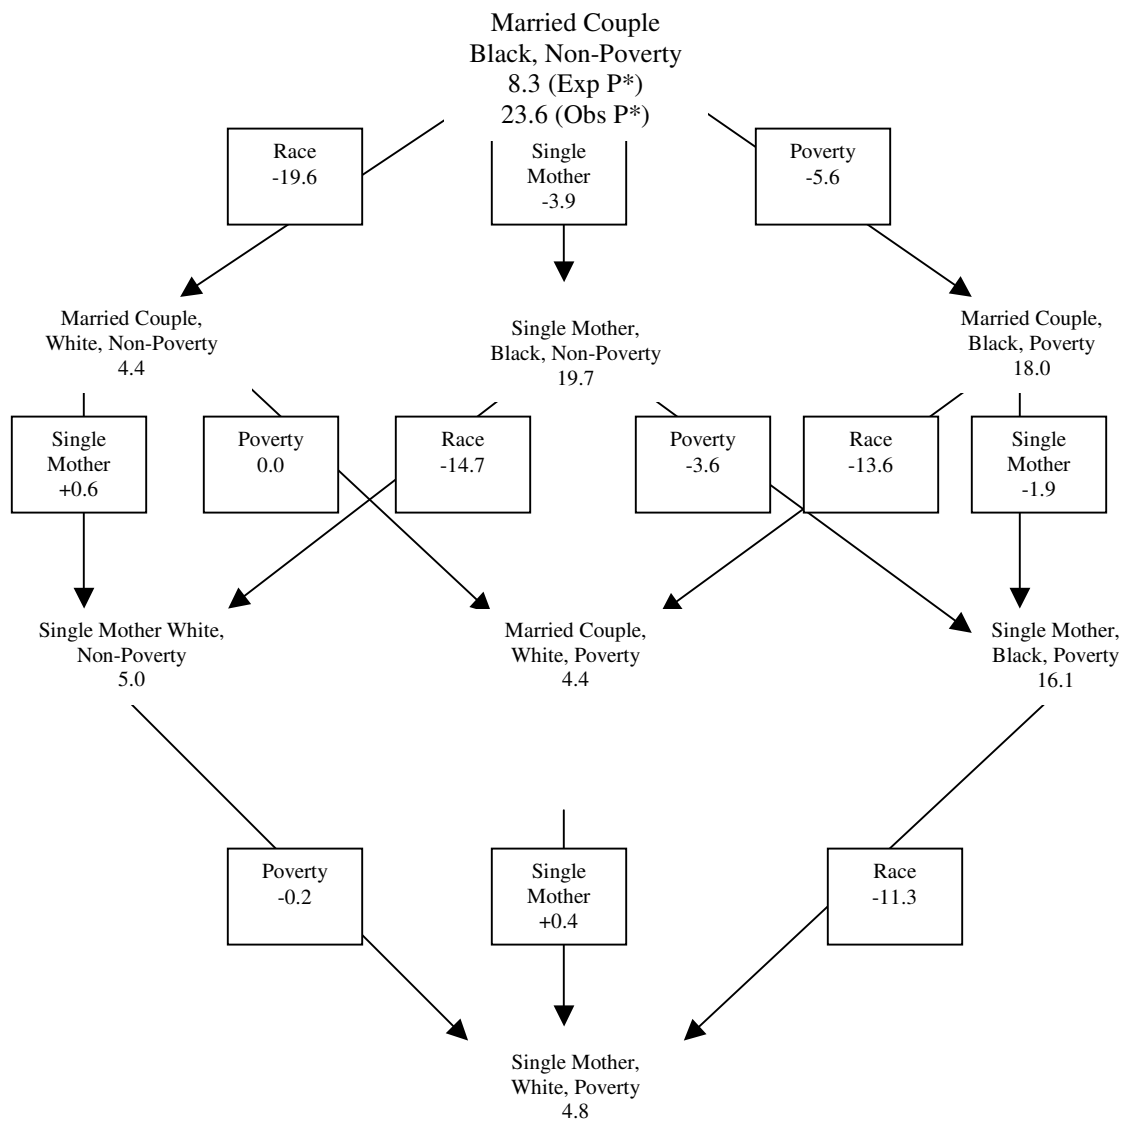 Married Couple
Black, Non-Poverty
8.3 (Exp P*)
23.6 (Obs P*)
Race
-19.6
Single
Mother
-3.9
Poverty
-5.6
Married Couple,
White, Non-Poverty
4.4
Single Mother,
Black, Non-Poverty
19.7
Married Couple,
Black, Poverty
18.0
Single
Mother
+0.6
Poverty
0.0
Race
-14.7
Poverty
-3.6
Race
-13.6
Single
Mother
-1.9
Single Mother White,
Non-Poverty
5.0
Married Couple,
White, Poverty
4.4
Single Mother,
Black, Poverty
16.1
Poverty
-0.2
Single
Mother
+0.4
Race
-11.3
Single Mother,
White, Poverty
4.8